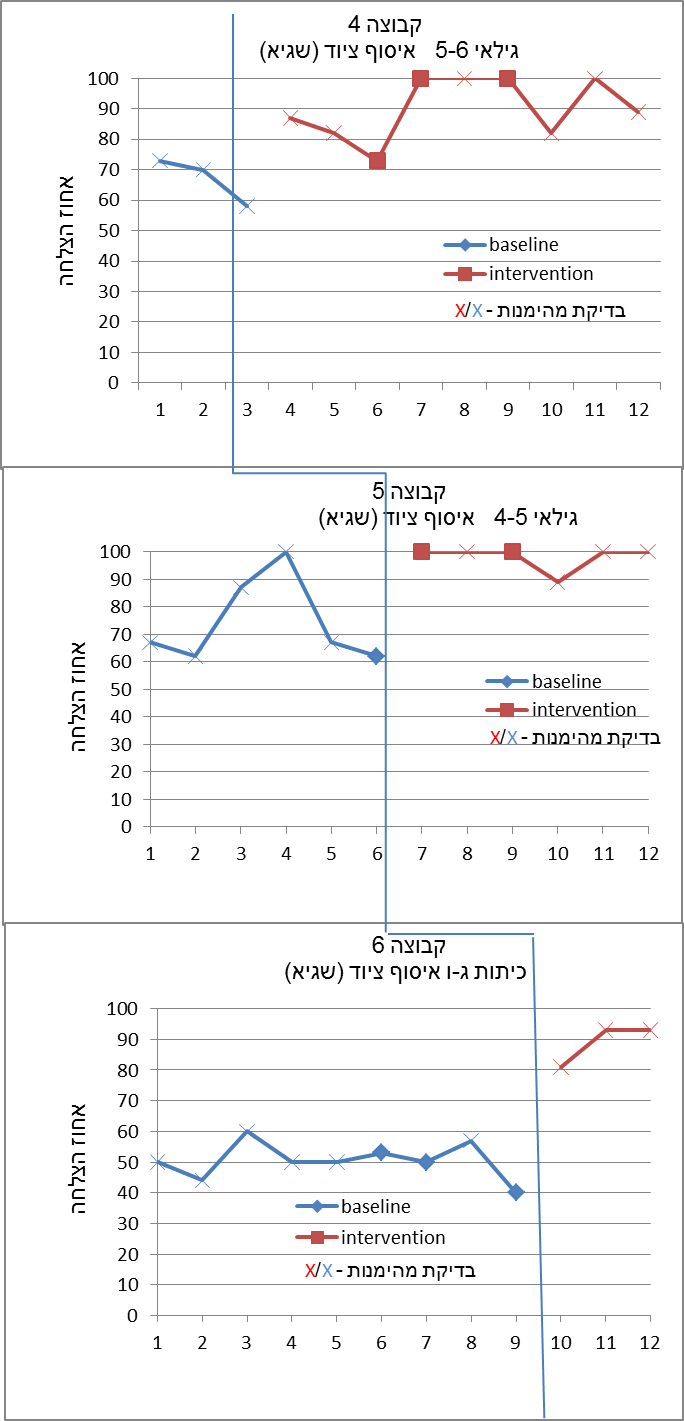 קבוצה 4
גילאי 5-6 איסוף ציוד (שגיא)
אחוז הצלחה
100
90
80
70
60
50
40
30
20
10
0
baseline
intervention
X/X - בדיקת מהימנות
1 2 3 4 5 6 7 8 9 10 11 12
קבוצה 5
גילאי 4-5 איסוף ציוד (שגיא)
אחוז הצלחה
100
90
80
70
60
50
40
30
20
10
0
baseline
intervention
X/X - בדיקת מהימנות
1 2 3 4 5 6 7 8 9 10 11 12
קבוצה 6
כיתות ג-ו איסוף ציוד (שגיא)
אחוז הצלחה
100
90
80
70
60
50
40
30
20
10
0
baseline
intervention
X/X - בדיקת מהימנות
1 2 3 4 5 6 7 8 9 10 11 12